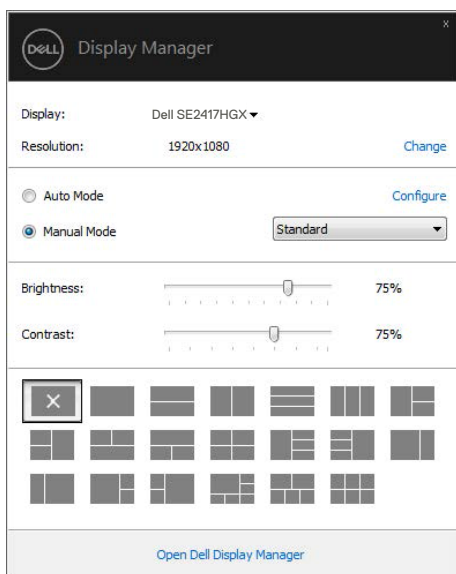 x
DELL Display Manager
Display: Dell SE2417HGX
Resolution: 1920x1080 Change
Auto Mode Configure
Manual Mode Standard
Brightness: 75%
Contrast: 75%
Open Dell Display Manager